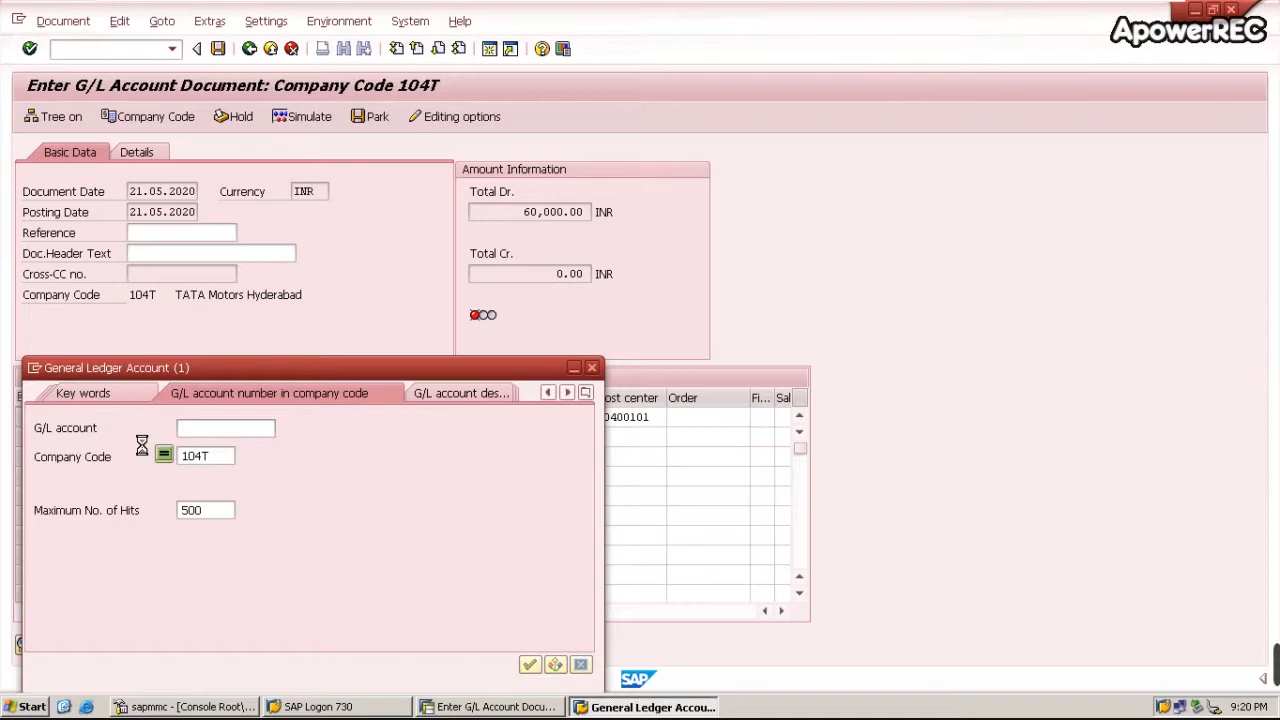 Document Edit Goto Extras Settings Environment System Help
ApowerREC
Enter G/L Account Document: Company Code 104T
Tree on Company Code Hold Simulate Park Editing options
Basic Data Details
Amount Information
Document Date 21.05.2020 Currency INR
Total Dr.
Posting Date 21.05.2020
60,000.00 INR
Reference
Doc.Header Text
Total Cr.
Cross-CC no.
0.00 INR
Company Code 104T TATA Motors Hyderabad
General Ledger Account (1)
Key words G/L account number in company code G/L account des...
ost center Order Fi... Sal
0400101
G/L account
Company Code 104T
Maximum No. of Hits 500
SAP
Start sapmmc - [Console Root\... SAP Logon 730 Enter G/L Account Docu... General Ledger Accou... 9:20 PM